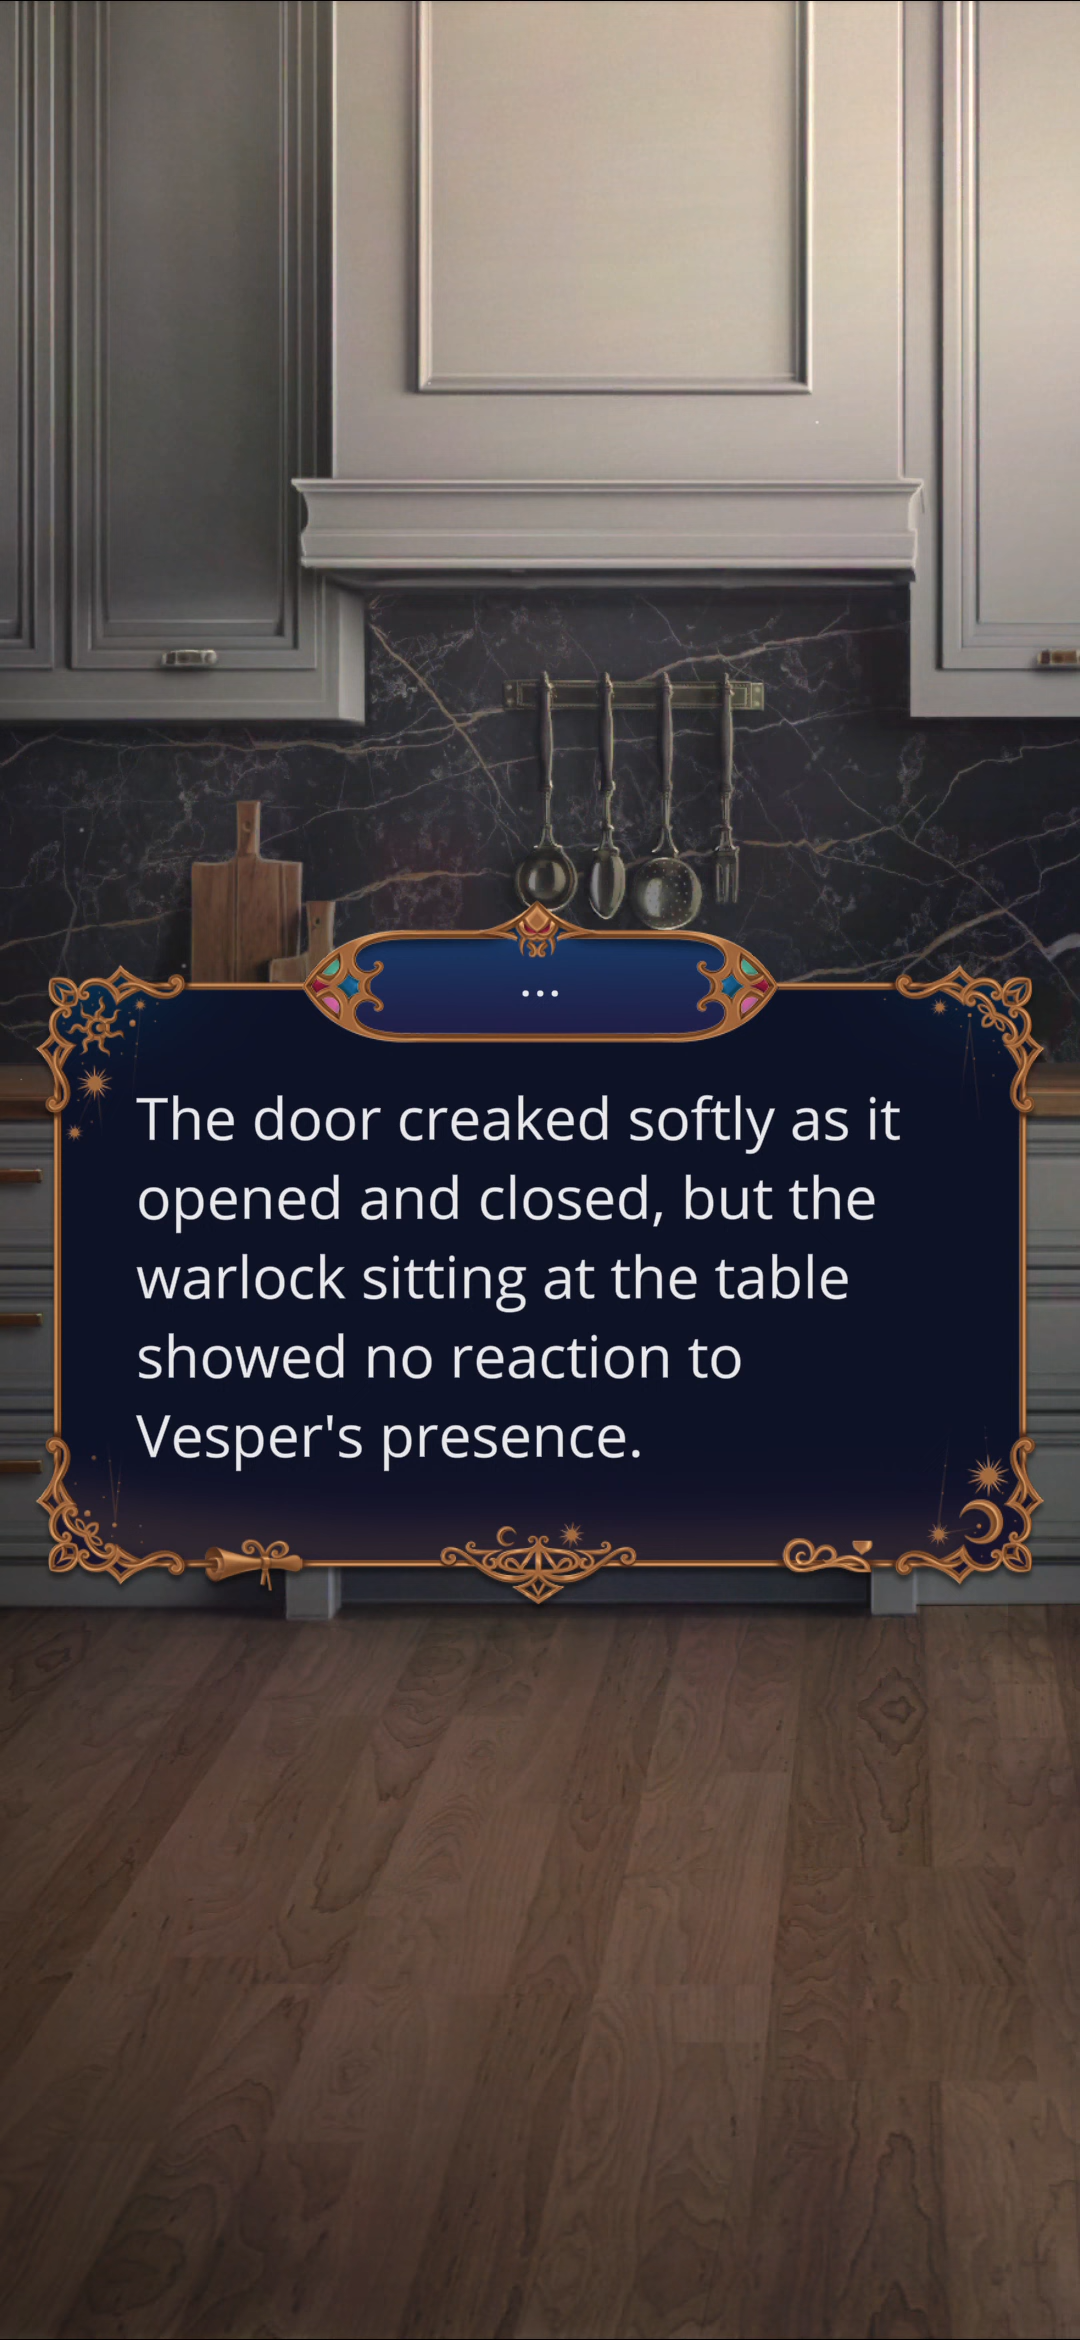 ...
The door creaked softly as it
opened and closed, but the
warlock sitting at the table
showed no reaction to
Vesper's presence.